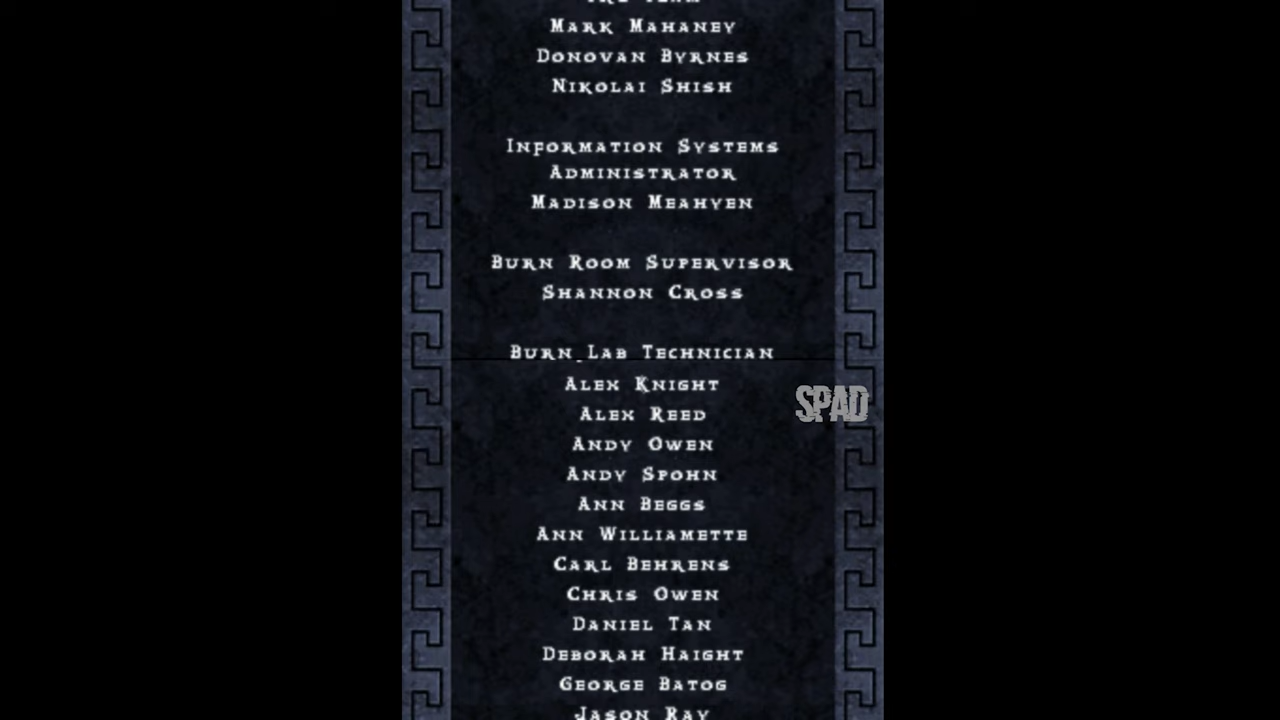 Mark Mahaney
Donovan Byrnes
Nikolai Shish
Information Systems
Administrator
Madison Meahyen
Burn Room Supervisor
Shannon Cross
Burn Lab Technician
Alex Knight
Alex Reed
SPAD
Andy Owen
Andy Spohn
Ann Beggs
Ann Williamette
Carl Behrens
Chris Owen
Daniel Tan
Deborah Haight
George Batog
Jason Ray